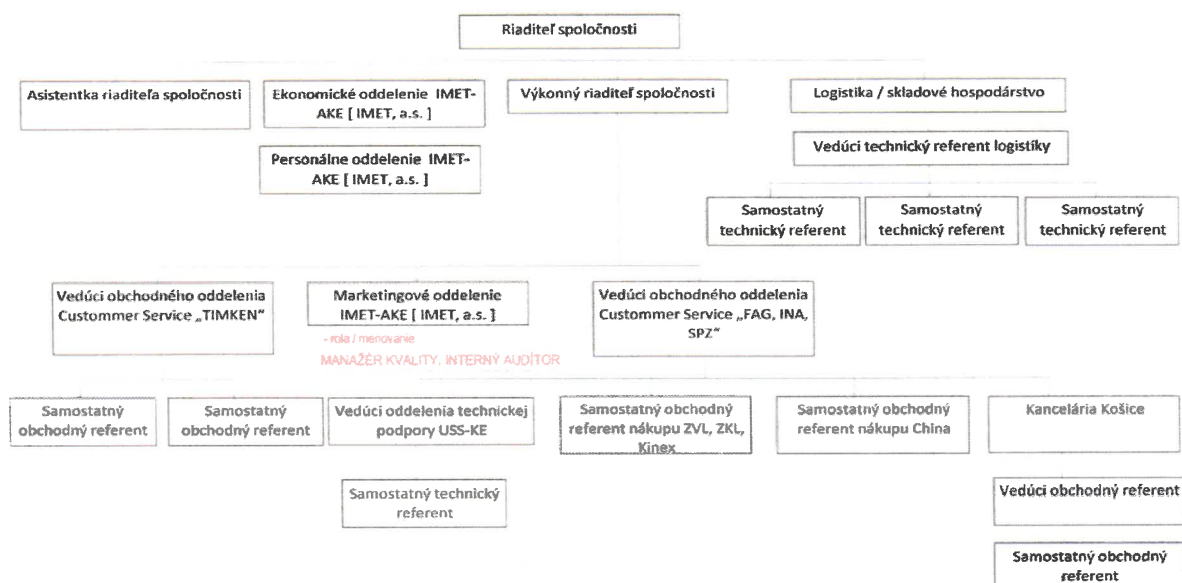 Riaditeľ spoločnosti
Asistentka riaditeľa spoločnosti
Ekonomické oddelenie IMET-
AKE [ IMET, a.s. ]
Výkonný riaditeľ spoločnosti
Logistika / skladové hospodárstvo
Personálne oddelenie IMET-
AKE [ IMET, a.s. ]
Vedúci technický referent logistiky
Samostatný
technický referent
Samostatný
technický referent
Samostatný
technický referent
Vedúci obchodného oddelenia
Custommer Service „TIMKEN“
Marketingové oddelenie
IMET-AKE [ IMET, a.s. ]
- rola / menovanie
MANAŽÉR KVALITY, INTERNÝ AUDÍTOR
Vedúci obchodného oddelenia
Custommer Service „FAG, INA,
SPZ“
Samostatný
obchodný referent
Samostatný
obchodný referent
Vedúci oddelenia technickej
podpory USS-KE
Samostatný obchodný
referent nákupu ZVL, ZKL,
Kinex
Samostatný obchodný
referent nákupu China
Kancelária Košice
Samostatný technický
referent
Vedúci obchodný referent
Samostatný obchodný
referent